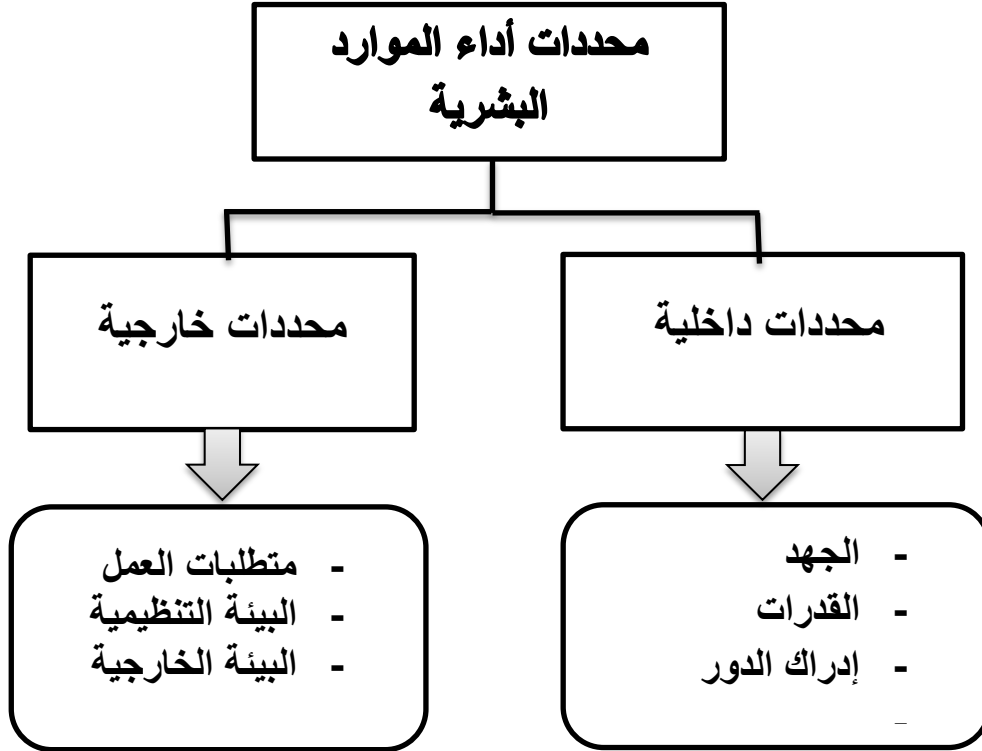 محددات أداء الموارد
البشرية
محددات داخلية
محددات خارجية
- الجهد
- القدرات
- إدراك الدور
-
- متطلبات العمل
- البيئة التنظيمية
- البيئة الخارجية